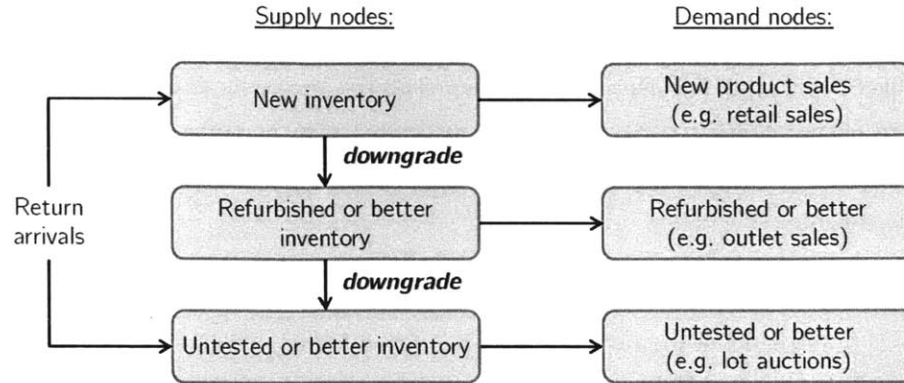 Supply nodes:
Demand nodes:
New inventory
New product sales
(e.g. retail sales)
downgrade
Return
arrivals
Refurbished or better
inventory
Refurbished or better
(e.g. outlet sales)
downgrade
Untested or better inventory
Untested or better
(e.g. lot auctions)